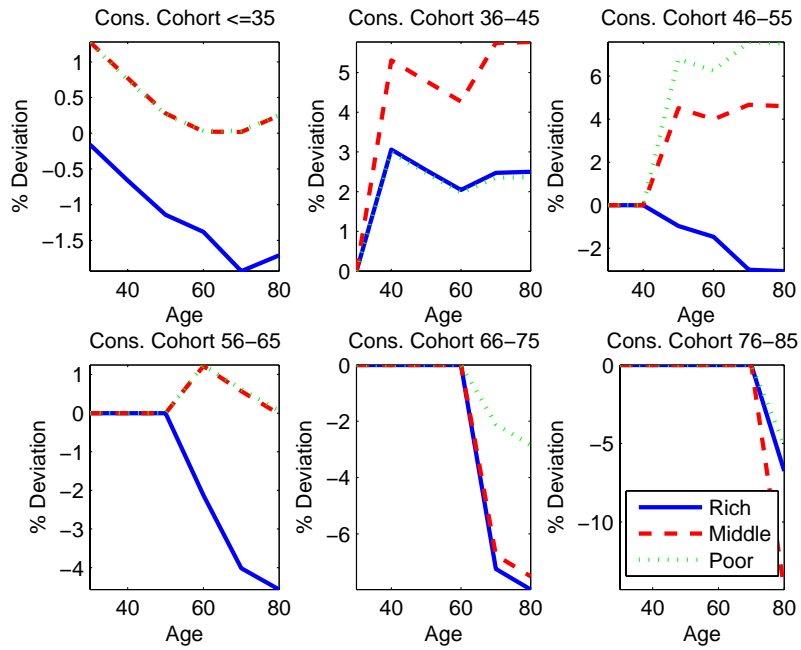 Cons. Cohort <=35
% Deviation
1
0.5
0
−0.5
−1
−1.5
40 60 80
Age
Cons. Cohort 36−45
% Deviation
5
4
3
2
1
0
40 60 80
Age
Cons. Cohort 46−55
% Deviation
6
4
2
0
−2
40 60 80
Age
Cons. Cohort 56−65
% Deviation
1
0
−1
−2
−3
−4
40 60 80
Age
Cons. Cohort 66−75
% Deviation
0
−2
−4
−6
40 60 80
Age
Cons. Cohort 76−85
% Deviation
0
−5
−10
Rich
Middle
Poor
40 60 80
Age